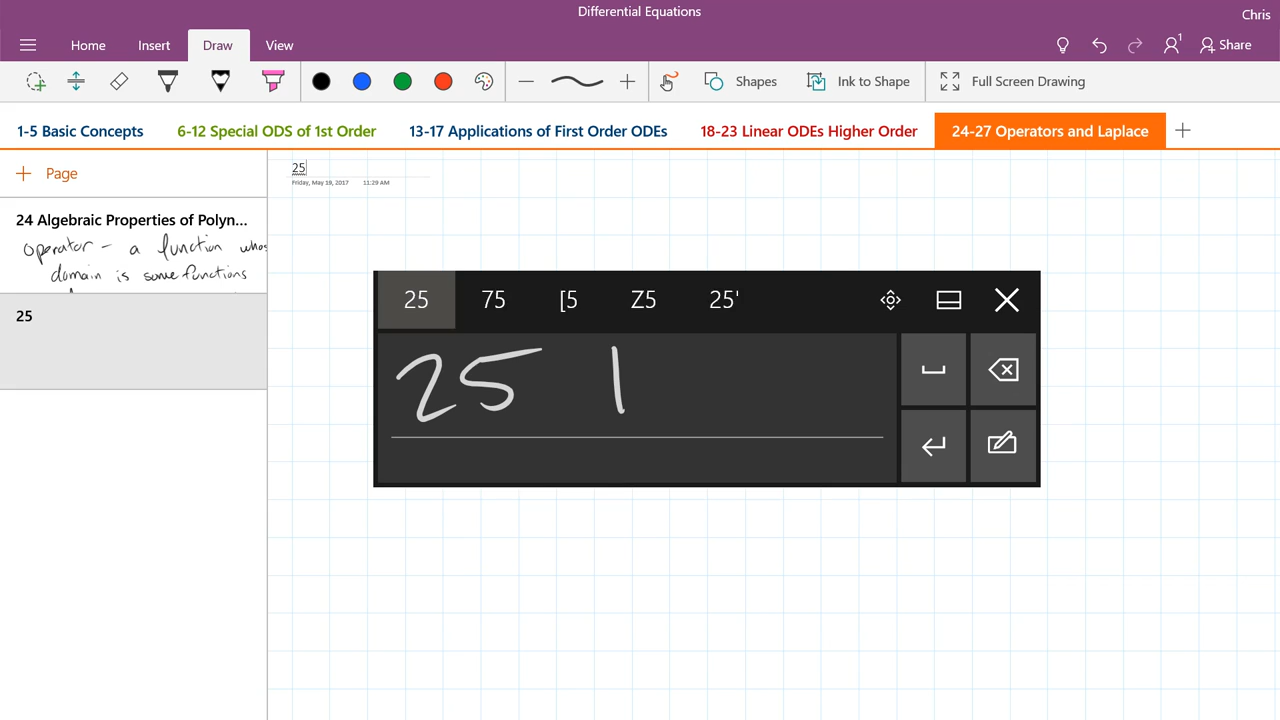 Differential Equations
Chris
Home Insert Draw View
1 Share
Shapes Ink to Shape Full Screen Drawing
1-5 Basic Concepts 6-12 Special ODS of 1st Order 13-17 Applications of First Order ODEs 18-23 Linear ODEs Higher Order 24-27 Operators and Laplace
Page
25
Friday, May 19, 2017 11:29 AM
24 Algebraic Properties of Polyn...
operator - a function whos
domain is some functions
25
25 75 [5 Z5 25'
25 l